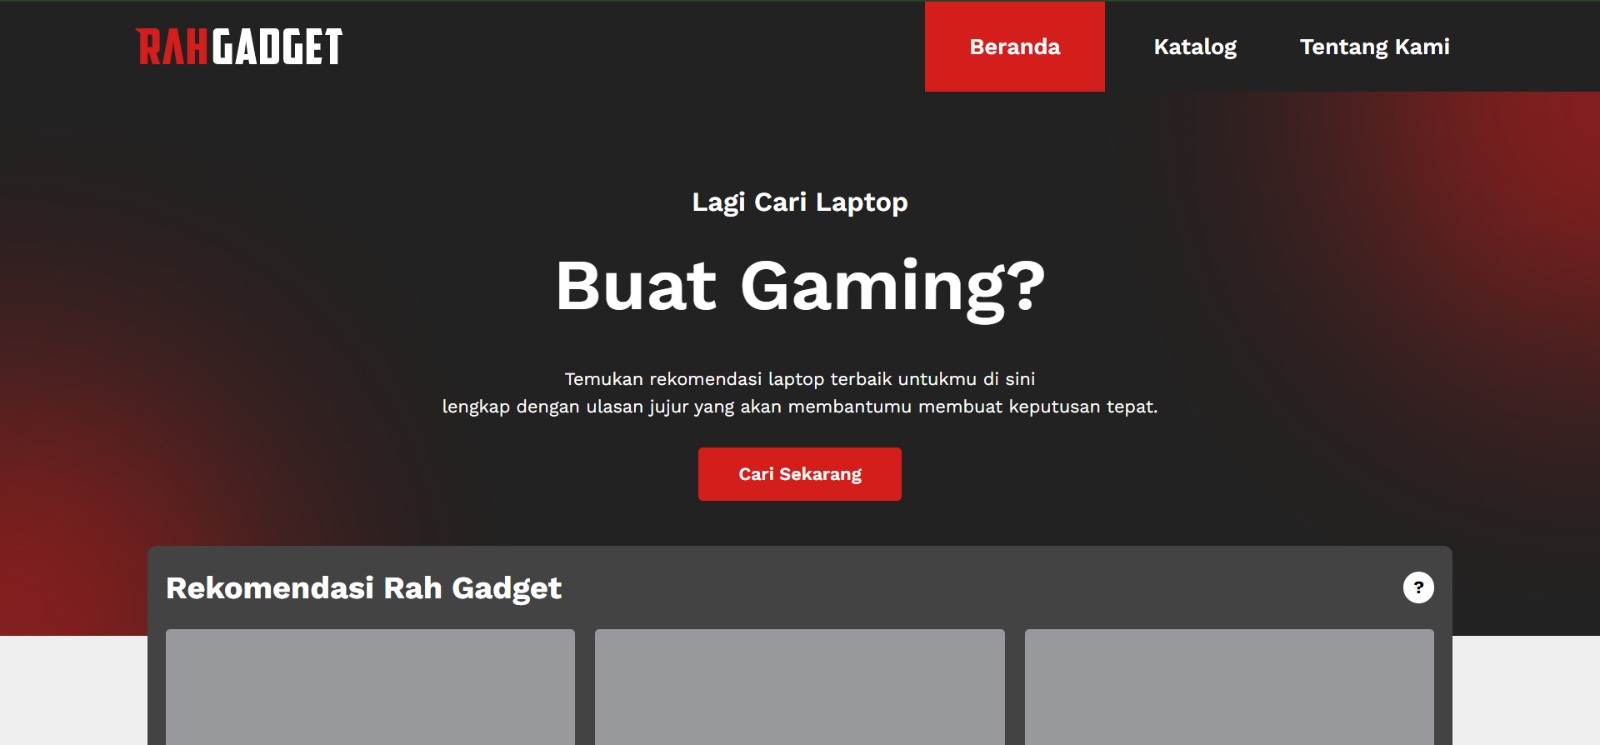 RAHGADGET
Beranda
Katalog
Tentang Kami
Lagi Cari Laptop
Buat Gaming?
Temukan rekomendasi laptop terbaik untukmu di sini
lengkap dengan ulasan jujur yang akan membantumu membuat keputusan tepat.
Cari Sekarang
Rekomendasi Rah Gadget
?